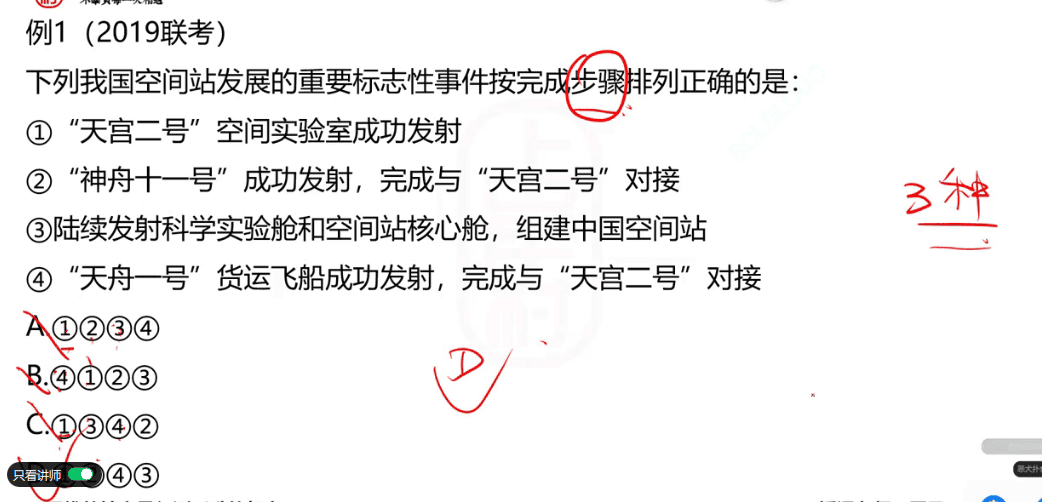 例1（2019联考）
下列我国空间站发展的重要标志性事件按完成步骤排列正确的是：
①“天宫二号”空间实验室成功发射
②“神舟十一号”成功发射，完成与“天宫二号”对接
3种
③陆续发射科学实验舱和空间站核心舱，组建中国空间站
④“天舟一号”货运飞船成功发射，完成与“天宫二号”对接
A.①②③④
D
B.④①②③
C.①③④②
④③
只看讲师